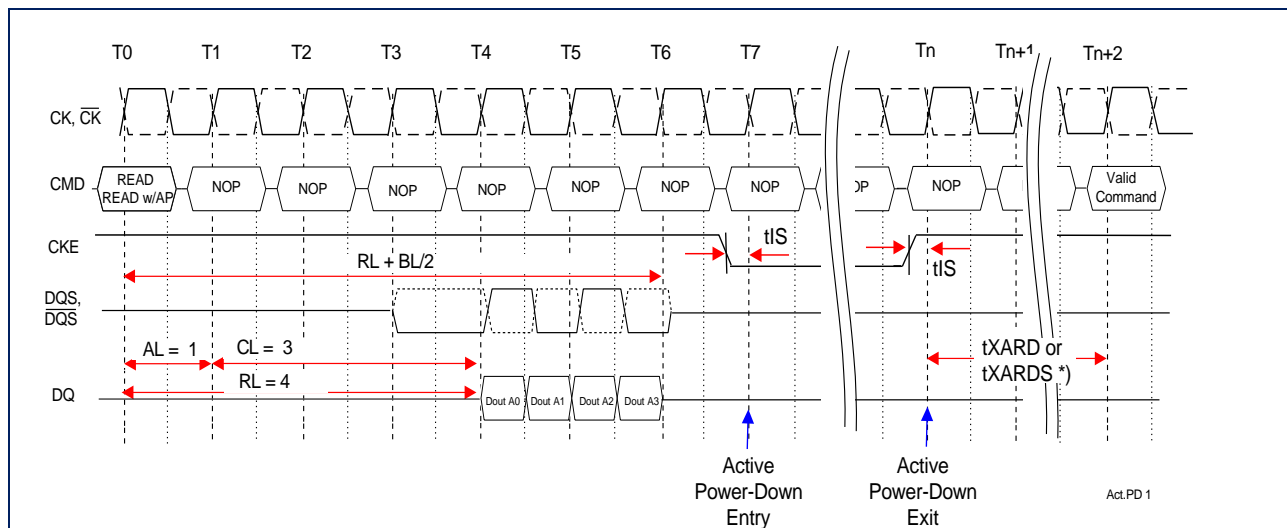 T0 T1 T2 T3 T4 T5 T6 T7 Tn Tn+1 Tn+2
CK, CK
CMD READ NOP NOP NOP NOP NOP NOP NOP OP NOP Valid
READ w/AP Command
CKE
tIS tIS
RL + BL/2
DQS,
DQS
AL = 1 CL = 3
tXARD or
tXARDS *)
RL = 4
DQ Dout A0 Dout A1 Dout A2 Dout A3
Active
Power-Down
Entry
Active
Power-Down
Exit
Act.PD 1